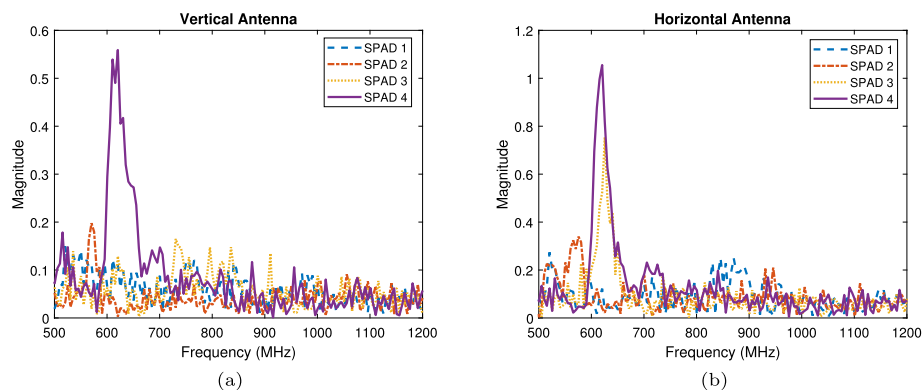 Vertical Antenna
0.6
0.5
0.4
0.3
0.2
0.1
0
Magnitude
SPAD 1
SPAD 2
SPAD 3
SPAD 4
500 600 700 800 900 1000 1100 1200
Frequency (MHz)
(a)
Horizontal Antenna
1.2
1
0.8
0.6
0.4
0.2
0
Magnitude
SPAD 1
SPAD 2
SPAD 3
SPAD 4
500 600 700 800 900 1000 1100 1200
Frequency (MHz)
(b)